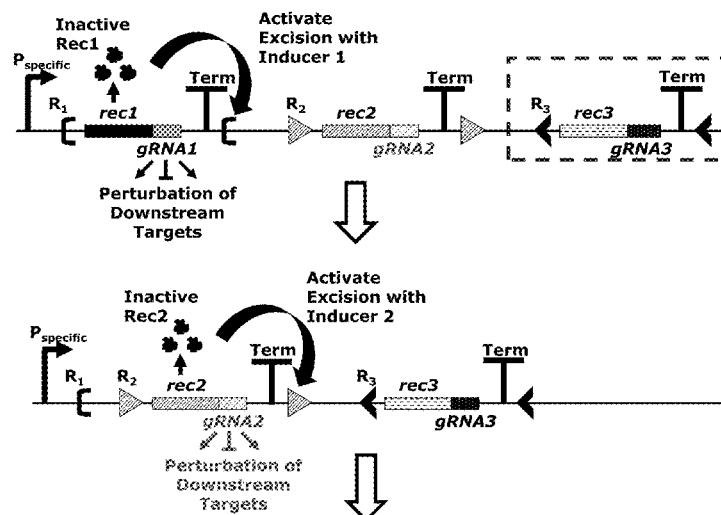 Inactive
Rec1
Activate
Excision with
Inducer 1
P specific
Term
Term
Term
R1
rec1
R2
rec2
R3
rec3
gRNA1
gRNA2
gRNA3
Perturbation of
Downstream
Targets
Inactive
Rec2
Activate
Excision with
Inducer 2
P specific
Term
Term
R1
R2
rec2
R3
rec3
gRNA2
gRNA3
Perturbation of
Downstream
Targets